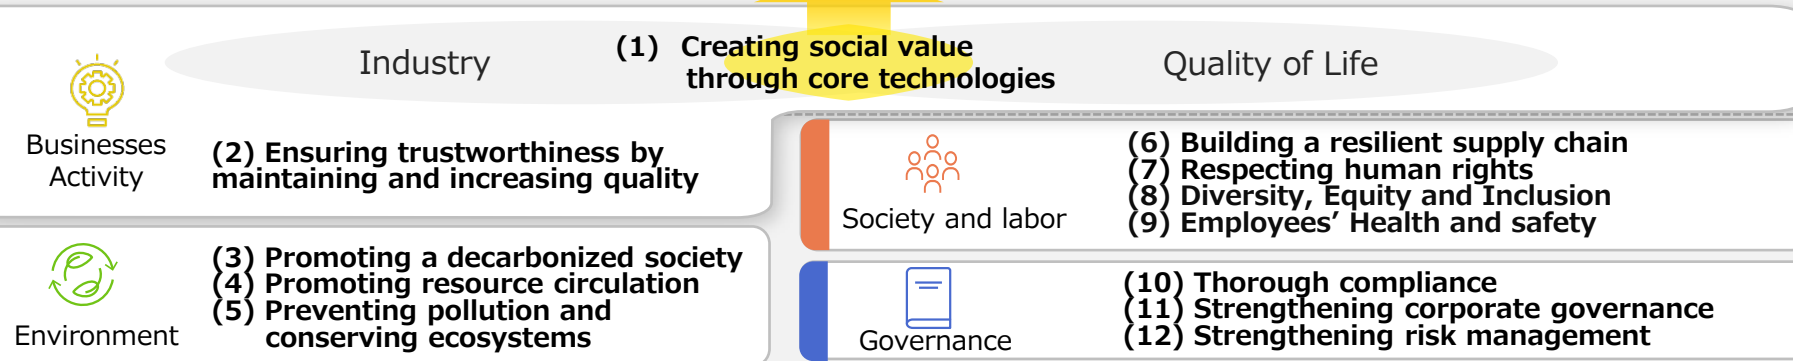 Industry
(1) Creating social value
through core technologies
Quality of Life
Businesses
Activity
(2) Ensuring trustworthiness by
maintaining and increasing quality
Environment
(3) Promoting a decarbonized society
(4) Promoting resource circulation
(5) Preventing pollution and
conserving ecosystems
Society and labor
(6) Building a resilient supply chain
(7) Respecting human rights
(8) Diversity, Equity and Inclusion
(9) Employees’ Health and safety
Governance
(10) Thorough compliance
(11) Strengthening corporate governance
(12) Strengthening risk management